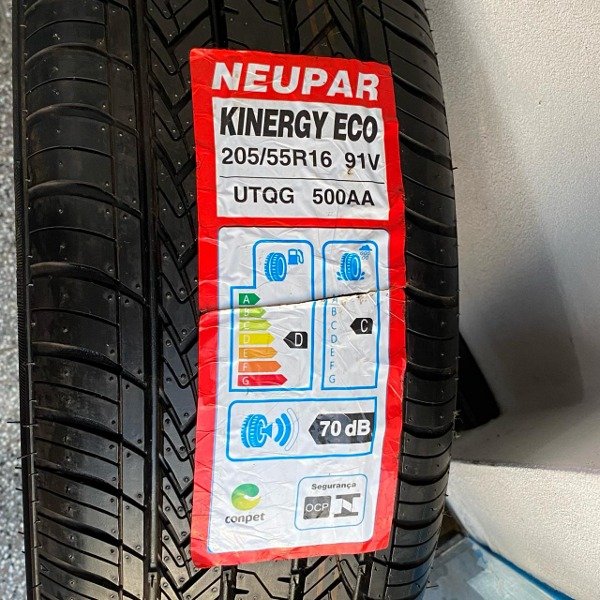 NEUPAR
KINERGY ECO
205/55R16 91V
UTQG 500AA
A
B
C
D
E
F
G
D
A
B
C
D
E
F
G
C
70 dB
conpet
Segurança
OCP